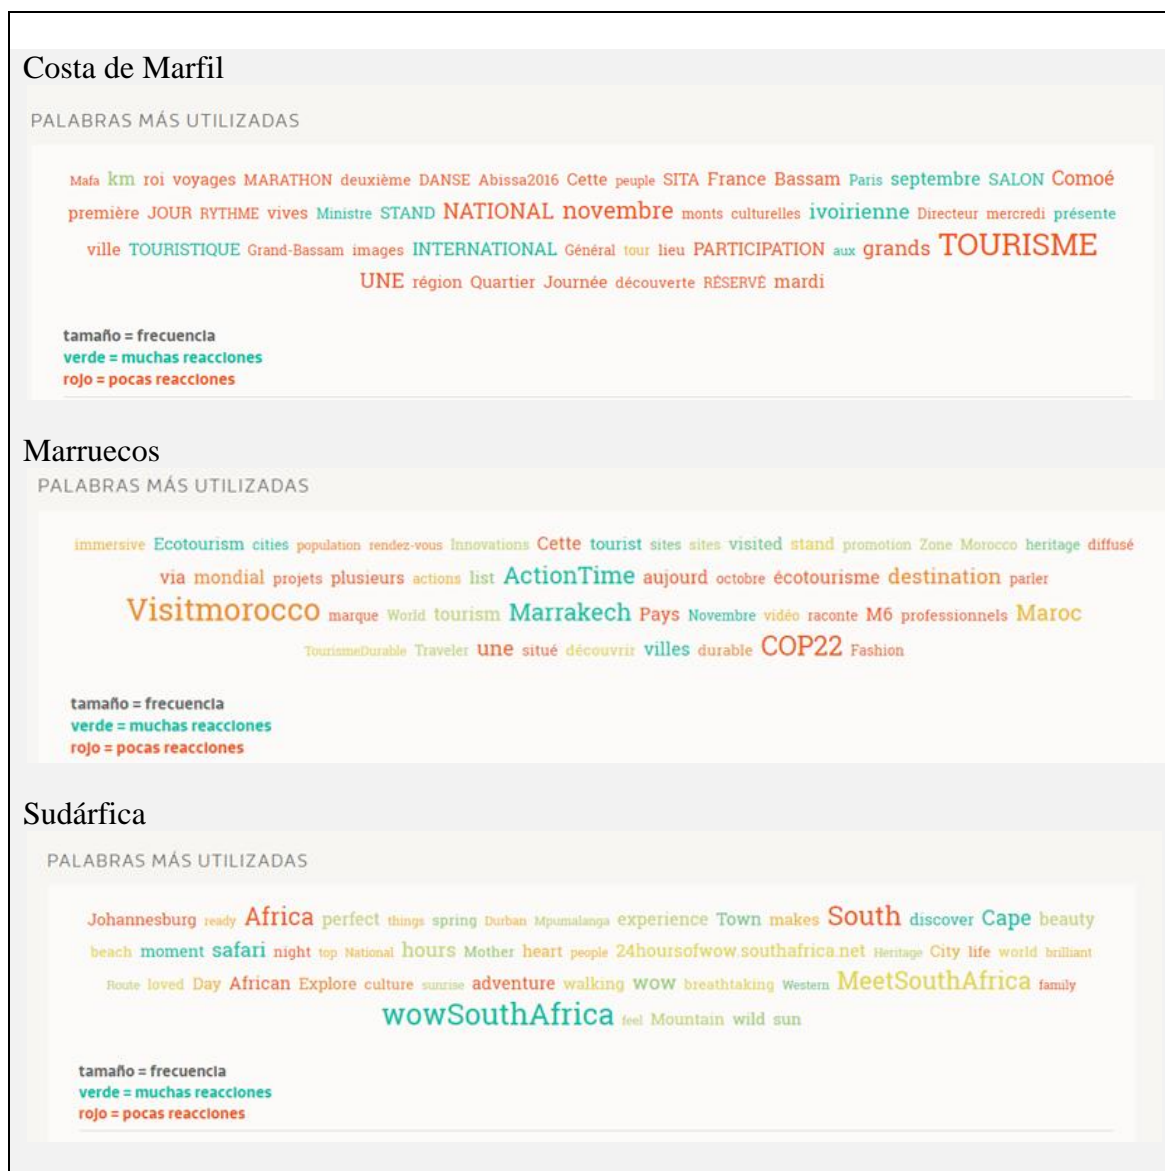 Costa de Marfil
PALABRAS MÁS UTILIZADAS
Mafa km roi voyages MARATHON deuxième DANSE Abissa2016 Cette peuple SITA France Bassam Paris septembre SALON Comoé
première JOUR RYTHME vives Ministre STAND NATIONAL novembre monts culturelles ivoirienne Directeur mercredi présente
ville TOURISTIQUE Grand-Bassam images INTERNATIONAL Général tour lieu PARTICIPATION aux grands TOURISME
UNE région Quartier Journée découverte RÉSERVÉ mardi
tamaño = frecuencia
verde = muchas reacciones
rojo = pocas reacciones
Marruecos
PALABRAS MÁS UTILIZADAS
immersive Ecotourism cities population rendez-vous Innovations Cette tourist sites sites visited stand promotion Zone Morocco heritage diffusé
via mondial projets plusieurs actions list ActionTime aujourd octobre écotourisme destination parler
Visitmorocco marque World tourism Marrakech Pays Novembre vidéo raconte M6 professionnels Maroc
TourismeDurable Traveler une situé découvrir villes durable COP22 Fashion
tamaño = frecuencia
verde = muchas reacciones
rojo = pocas reacciones
Sudárfica
PALABRAS MÁS UTILIZADAS
Johannesburg ready Africa perfect things spring Durban Mpumalanga experience Town makes South discover Cape beauty
beach moment safari night top National hours Mother heart people 24hoursofwow.southafrica.net Heritage City life world brilliant
Route loved Day African Explore culture sunrise adventure walking wow breathtaking Western MeetSouthAfrica family
wowSouthAfrica feel Mountain wild sun
tamaño = frecuencia
verde = muchas reacciones
rojo = pocas reacciones